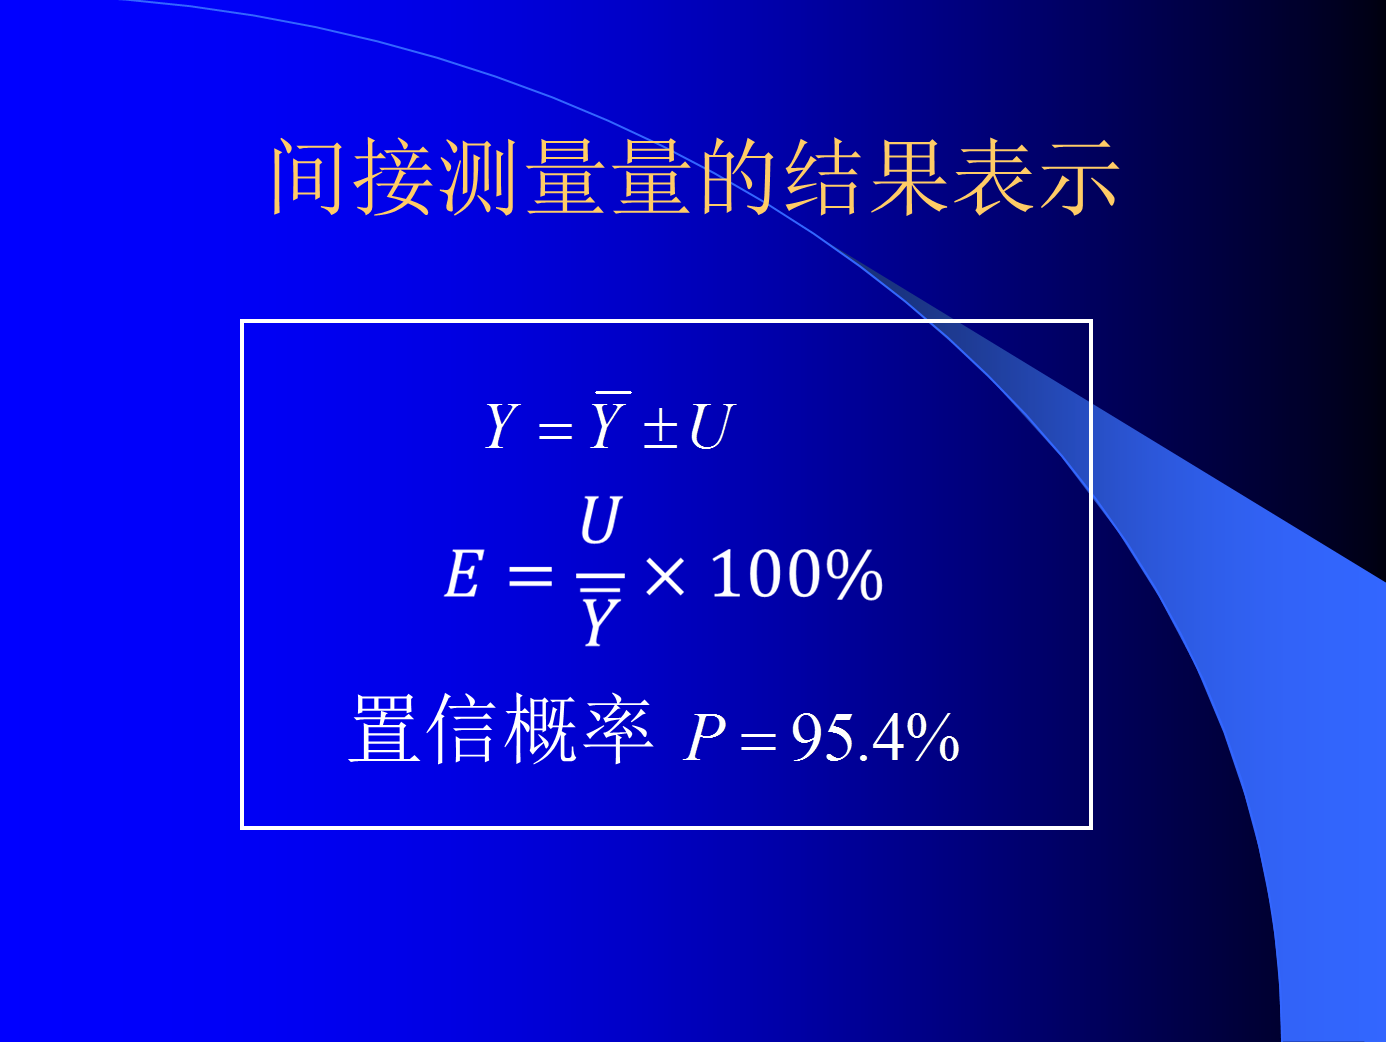 间接测量量的结果表示
Y = Y̅ ± U
E = U/Y̅ × 100%
置信概率 P = 95.4%